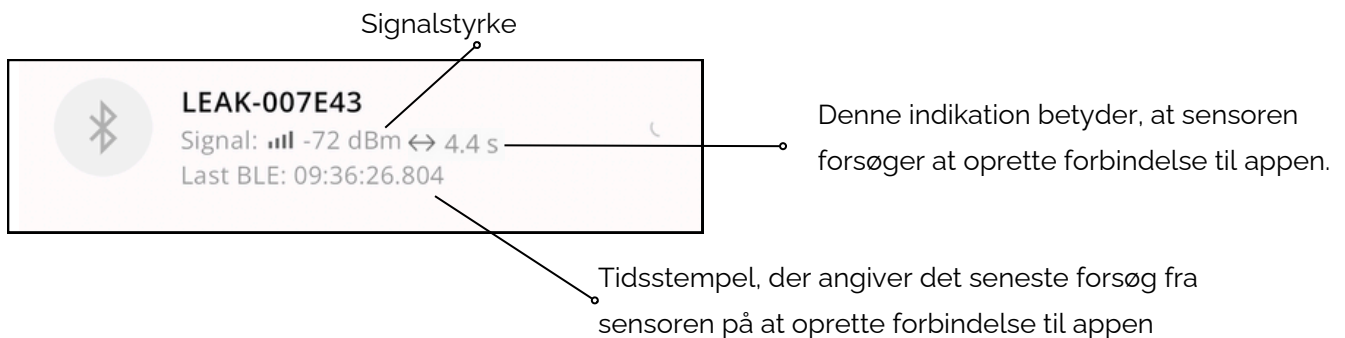 Signalstyrke
LEAK-007E43
Signal: -72 dBm ↔ 4.4 s
Last BLE: 09:36:26.804
Denne indikation betyder, at sensoren
forsøger at oprette forbindelse til appen.
Tidsstempel, der angiver det seneste forsøg fra
sensoren på at oprette forbindelse til appen